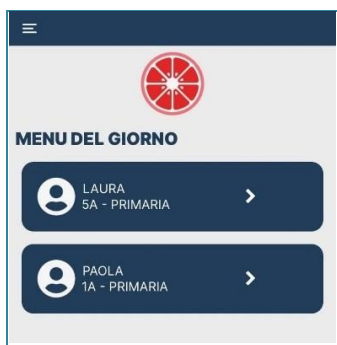 MENU DEL GIORNO
LAURA
5A - PRIMARIA
PAOLA
1A - PRIMARIA